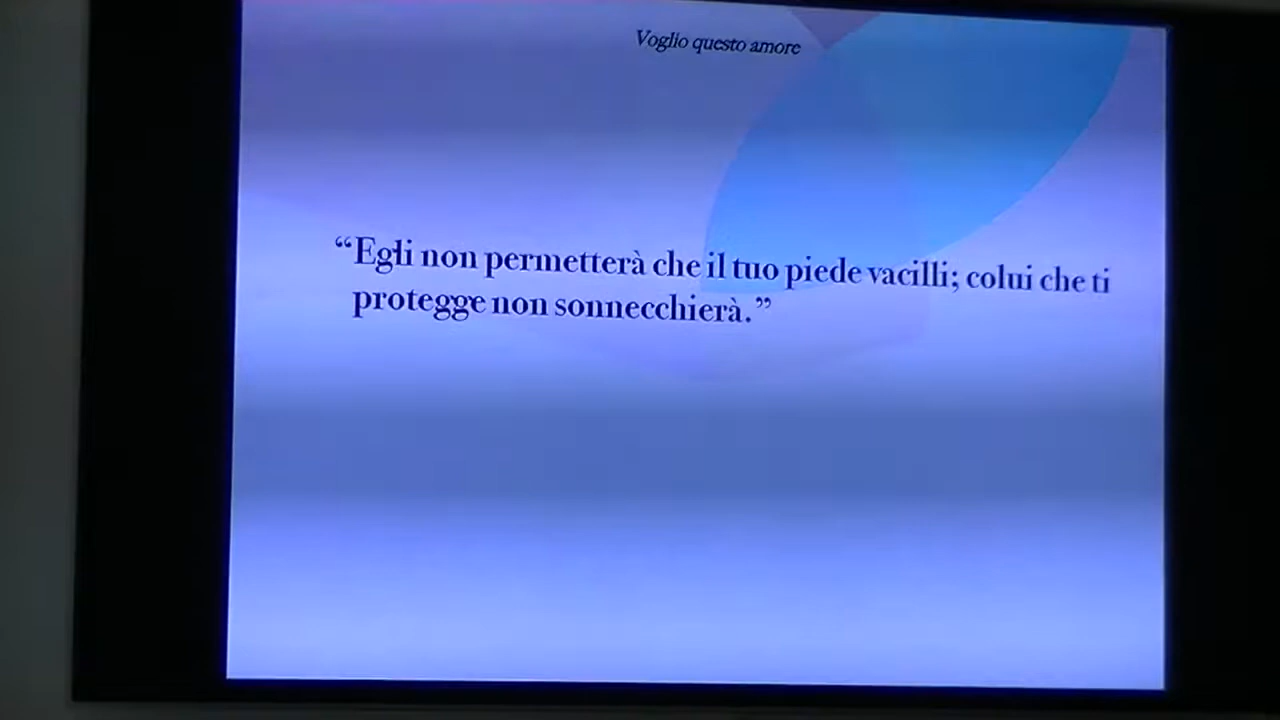 Voglio questo amore
“Egli non permetterà che il tuo piede vacilli; colui che ti
protegge non sonnecchierà.”